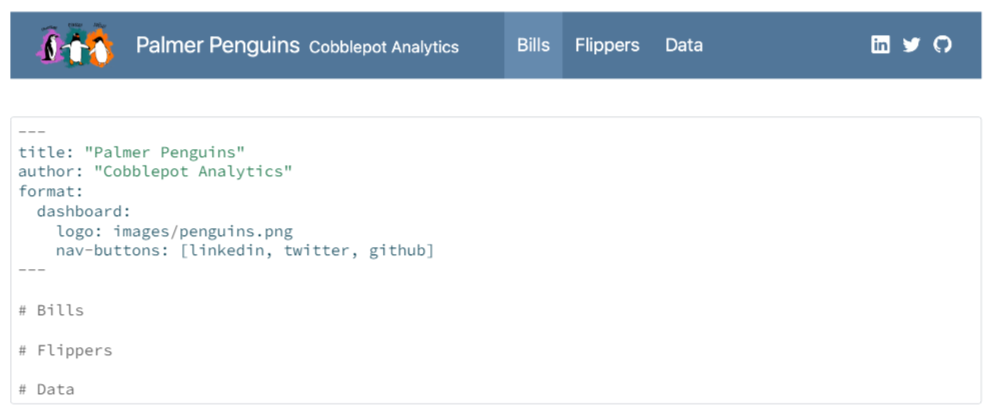 Palmer Penguins Cobblepot Analytics Bills Flippers Data
---
title: "Palmer Penguins"
author: "Cobblepot Analytics"
format:
  dashboard:
    logo: images/penguins.png
    nav-buttons: [linkedin, twitter, github]
---
# Bills
# Flippers
# Data